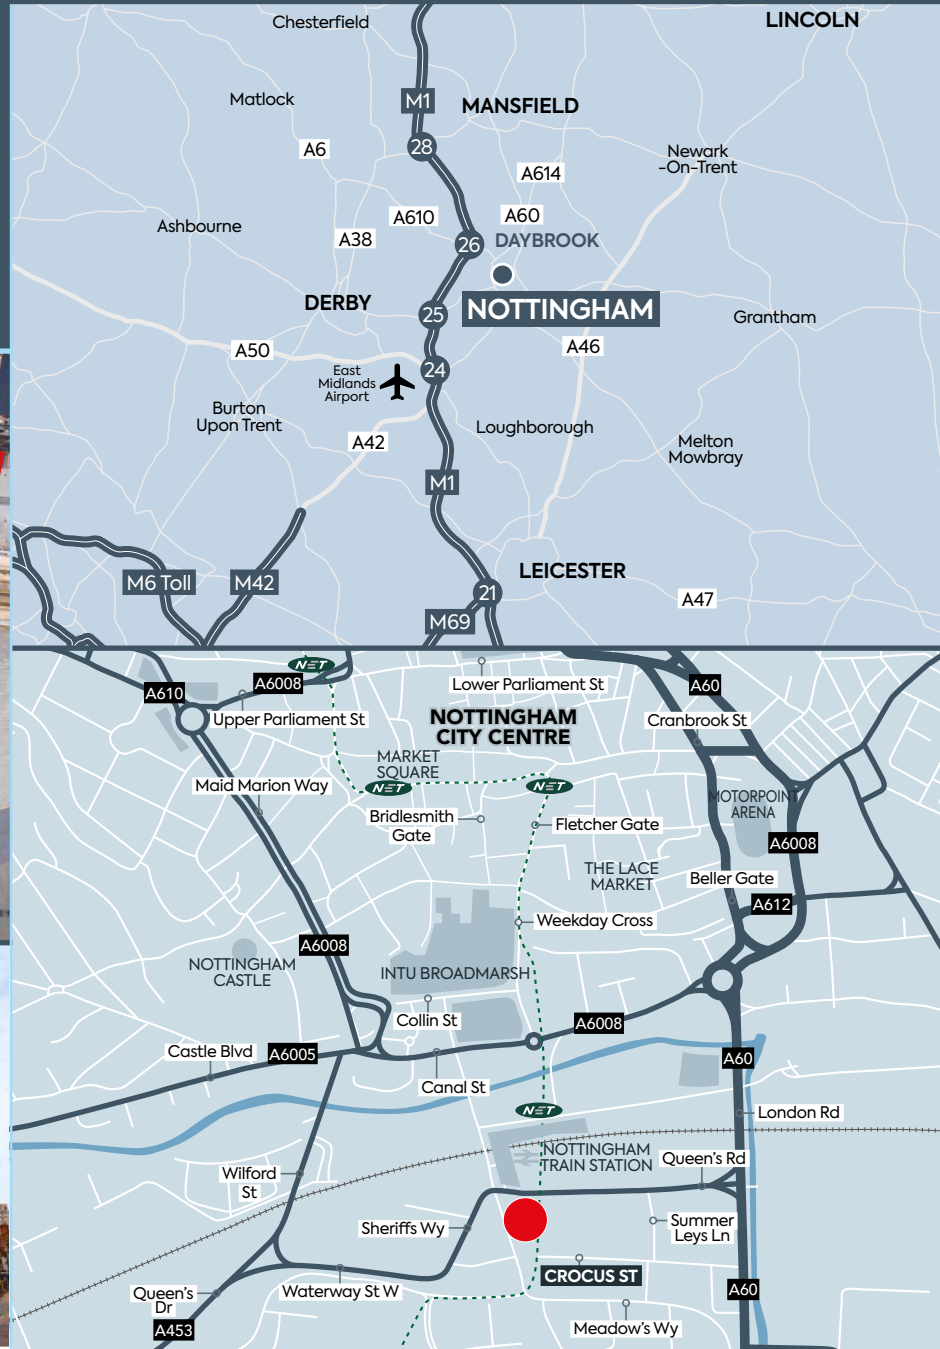 Chesterfield
LINCOLN
Matlock
M1
MANSFIELD
A6
28
Newark
-On-Trent
A614
A610
A60
Ashbourne
A38
26
DAYBROOK
DERBY
25
NOTTINGHAM
Grantham
A50
A46
East
Midlands
Airport
24
Burton
Upon Trent
A42
Loughborough
Melton
Mowbray
M1
M6 Toll
M42
LEICESTER
21
A47
M69
NET
A610
A6008
Lower Parliament St
A60
Upper Parliament St
NOTTINGHAM
CITY CENTRE
Cranbrook St
MARKET
SQUARE
Maid Marion Way
NET
NET
MOTORPOINT
ARENA
Bridlesmith
Gate
Fletcher Gate
A6008
THE LACE
MARKET
Beller Gate
A612
Weekday Cross
A6008
NOTTINGHAM
CASTLE
INTU BROADMARSH
Collin St
A6008
Castle Blvd
A6005
A60
Canal St
NET
London Rd
NOTTINGHAM
TRAIN STATION
Queen's Rd
Wilford
St
Sheriffs Wy
Summer
Leys Ln
CROCUS ST
Queen's
Dr
Waterway St W
A60
A453
Meadow's Wy